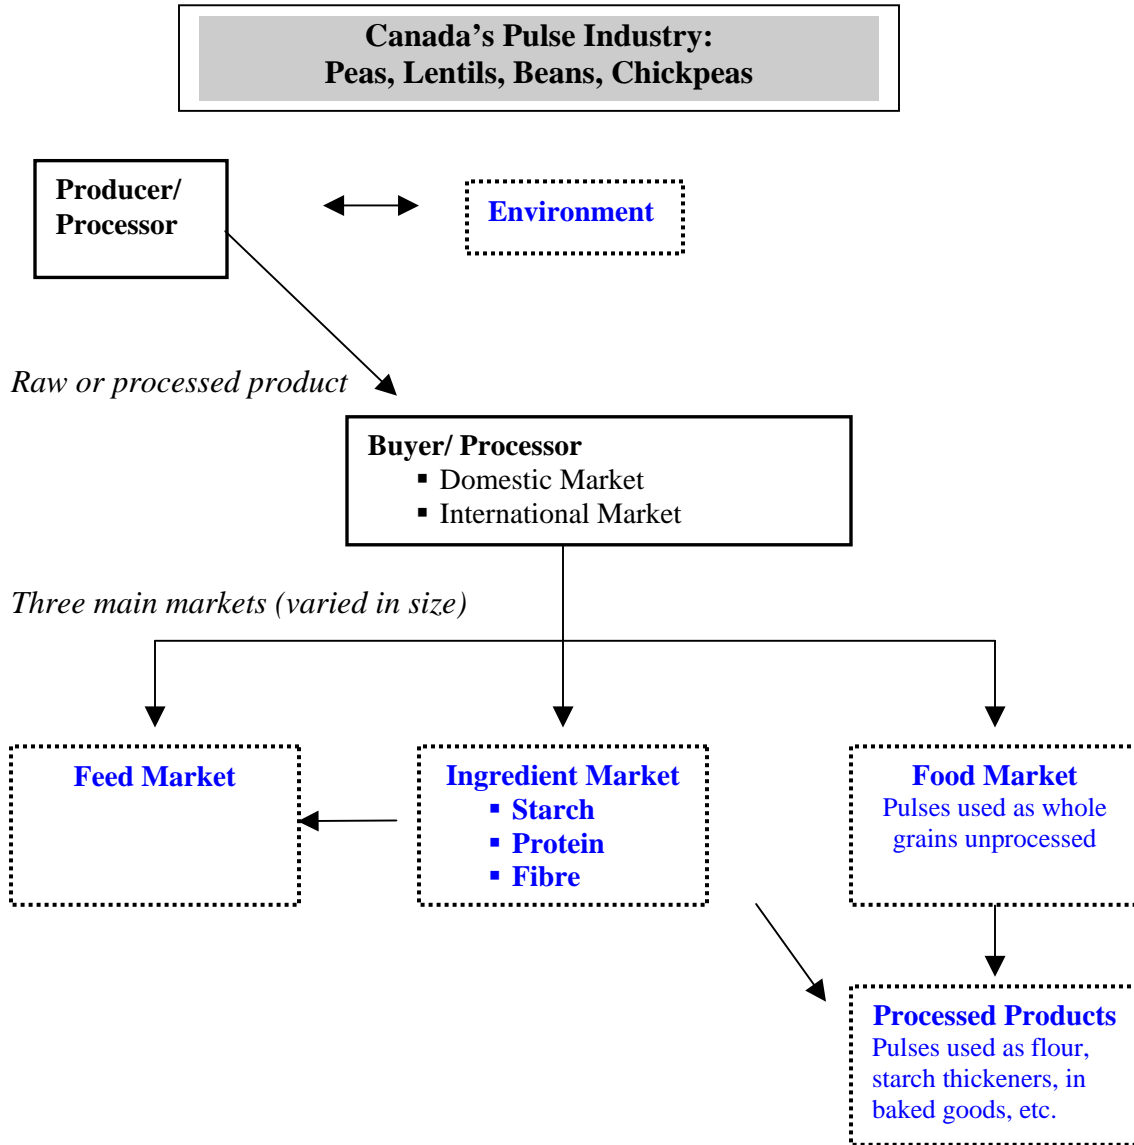 Canada’s Pulse Industry:
Peas, Lentils, Beans, Chickpeas
Producer/
Processor
Environment
Raw or processed product
Buyer/ Processor
▪ Domestic Market
▪ International Market
Three main markets (varied in size)
Feed Market
Ingredient Market
▪ Starch
▪ Protein
▪ Fibre
Food Market
Pulses used as whole
grains unprocessed
Processed Products
Pulses used as flour,
starch thickeners, in
baked goods, etc.